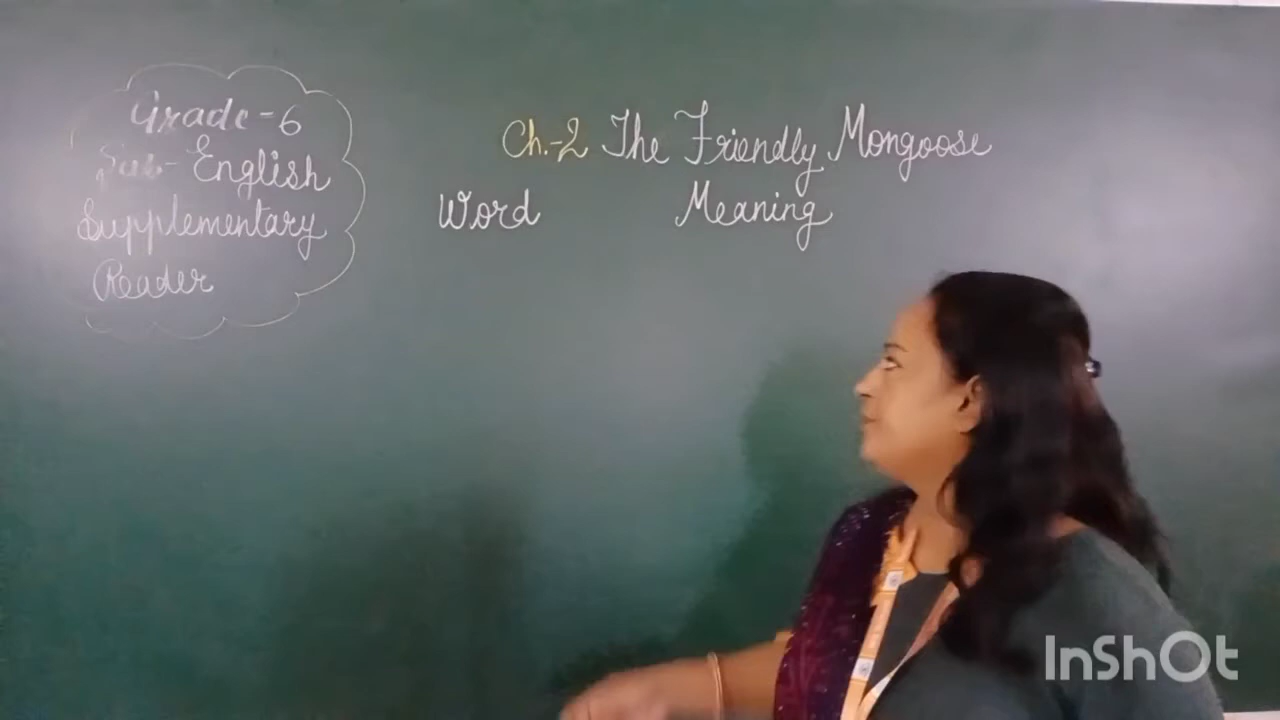 Grade-6
Sub- English
Supplementary
Reader
Ch.-2 The Friendly Mongoose
Word Meaning
InShOt